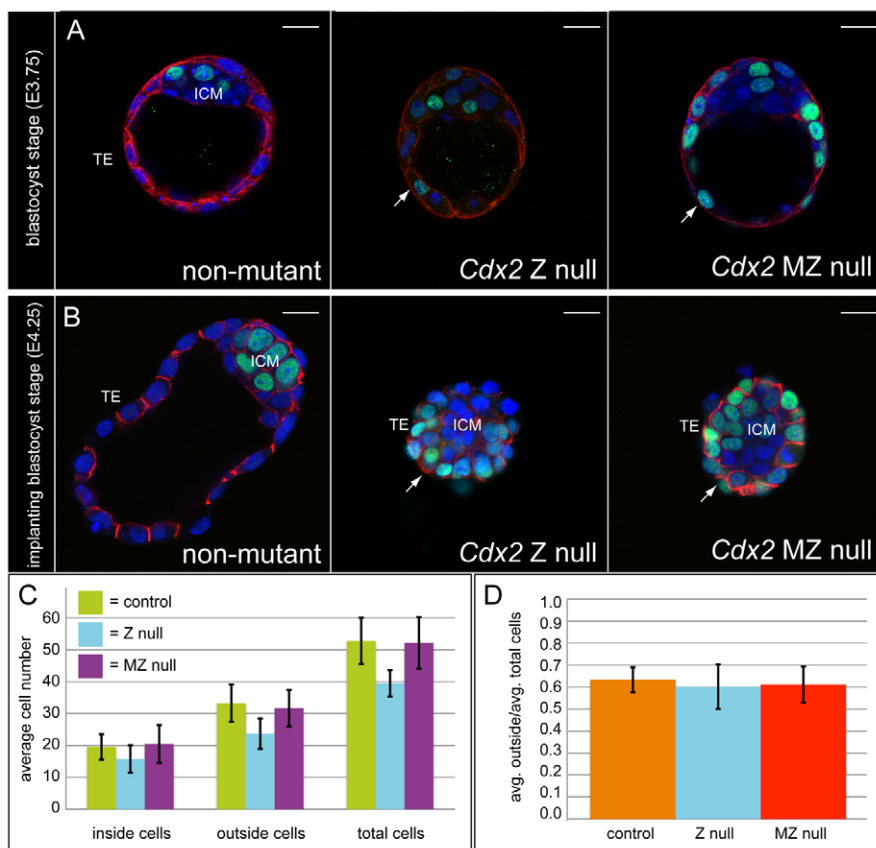 blastocyst stage (E3.75)
A
ICM
TE
non-mutant
Cdx2 Z null
Cdx2 MZ null
implanting blastocyst stage (E4.25)
B
ICM
TE
non-mutant
TE
ICM
Cdx2 Z null
TE
ICM
Cdx2 MZ null
C
= control
= Z null
= MZ null
average cell number
60
50
40
30
20
10
0
inside cells
outside cells
total cells
D
avg. outside/avg. total cells
1.0
0.9
0.8
0.7
0.6
0.5
0.4
0.3
0.2
0.1
0.0
control
Z null
MZ null